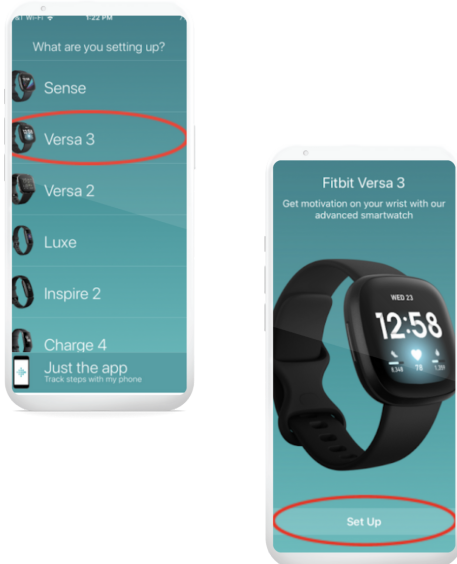 1:22 PM
What are you setting up?
Sense
Versa 3
Versa 2
Luxe
Inspire 2
Charge 4
Just the app
Track steps with my phone
Fitbit Versa 3
Get motivation on your wrist with our
advanced smartwatch
WED 23
12:58
78
Set Up